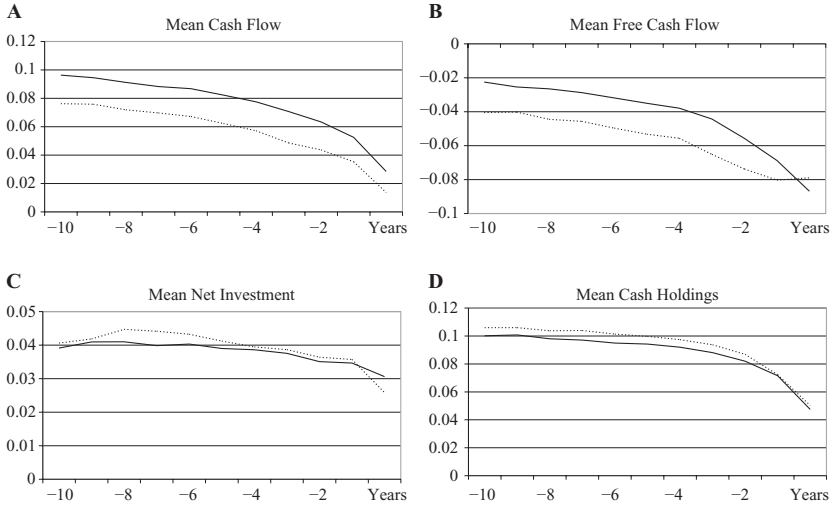 A
Mean Cash Flow
0.12
0.1
0.08
0.06
0.04
0.02
0
−10 −8 −6 −4 −2 Years
B
Mean Free Cash Flow
0
−0.02
−0.04
−0.06
−0.08
−0.1
−10 −8 −6 −4 −2 Years
C
Mean Net Investment
0.05
0.04
0.03
0.02
0.01
0
−10 −8 −6 −4 −2 Years
D
Mean Cash Holdings
0.12
0.1
0.08
0.06
0.04
0.02
0
−10 −8 −6 −4 −2 Years